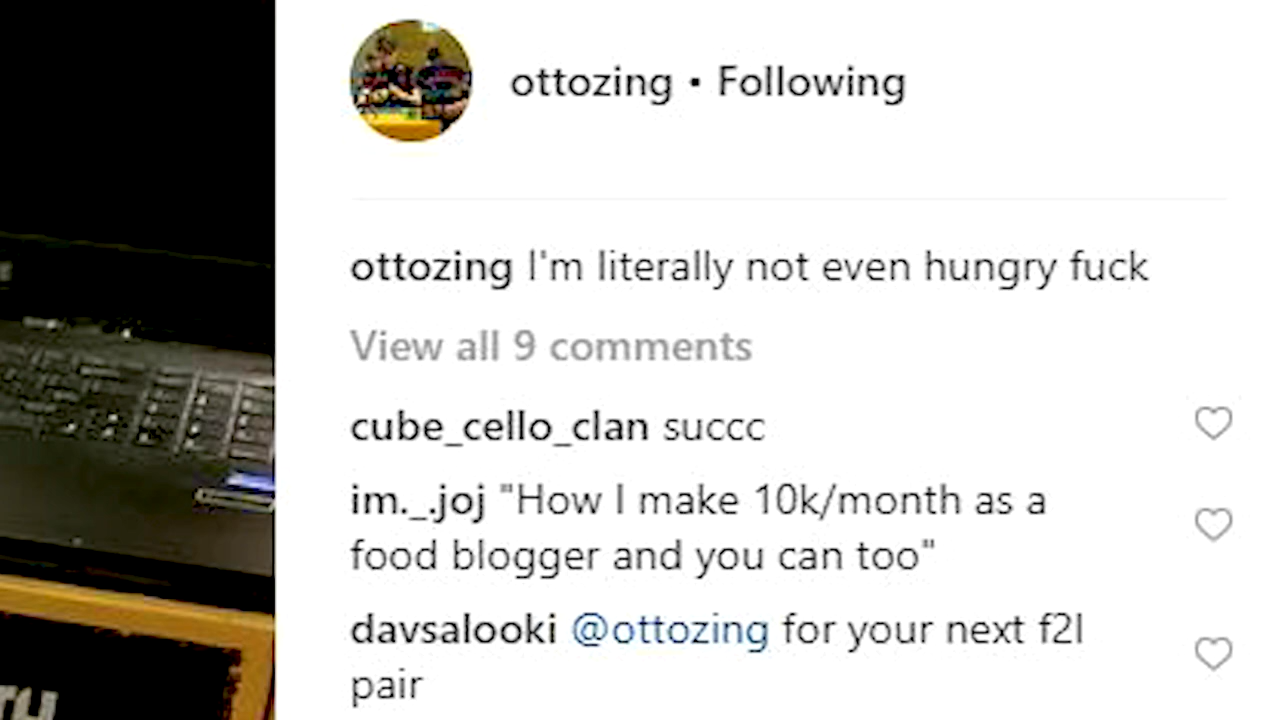 ottozing • Following
ottozing I'm literally not even hungry fuck
View all 9 comments
cube_cello_clan succc
im._.joj "How I make 10k/month as a
food blogger and you can too"
davsalooki @ottozing for your next f2l
pair
TH